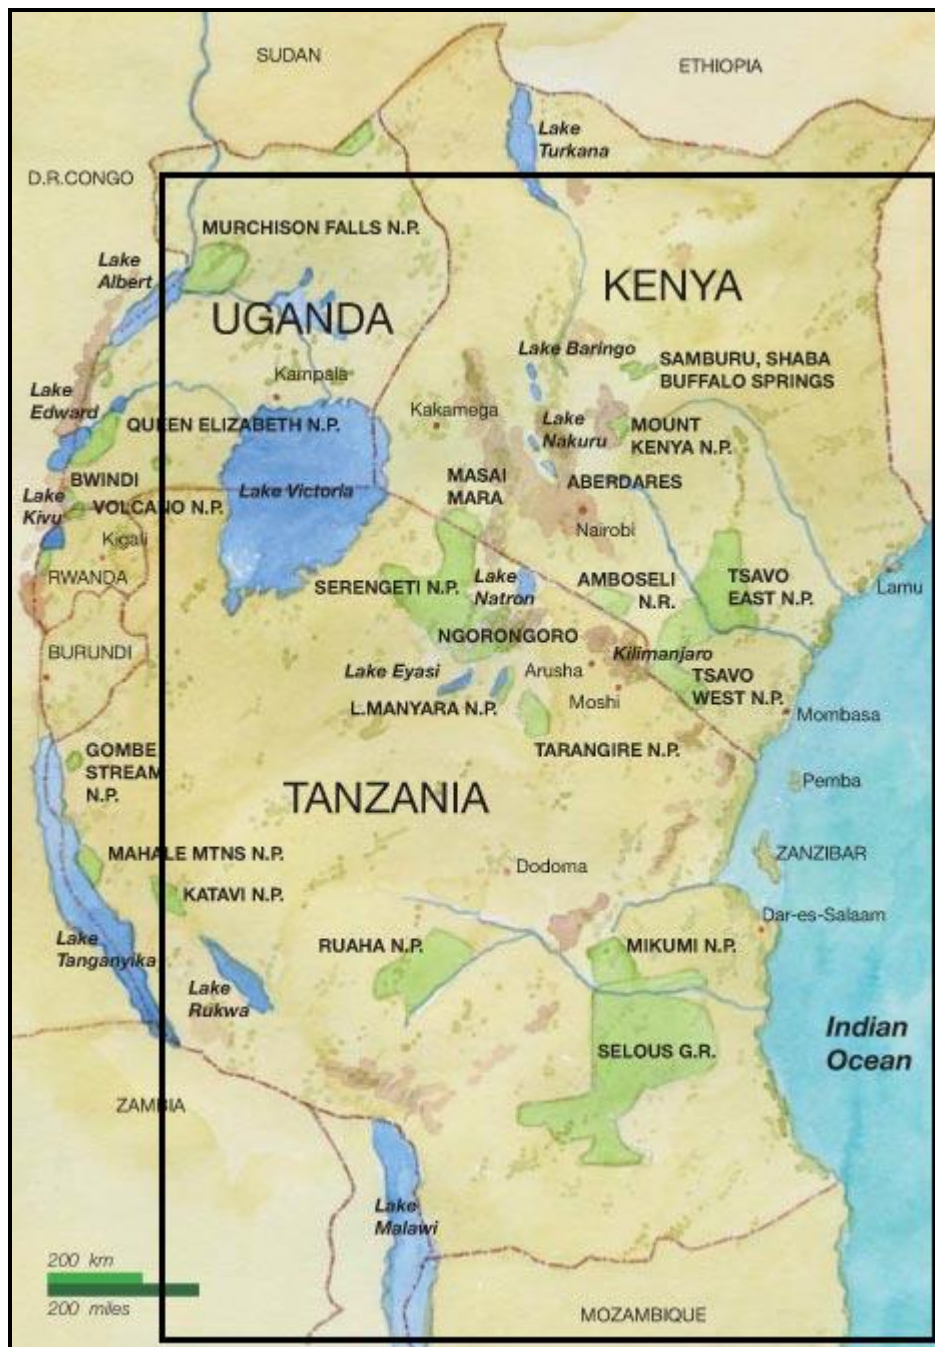 SUDAN
ETHIOPIA
Lake
Turkana
D.R.CONGO
MURCHISON FALLS N.P.
Lake
Albert
KENYA
UGANDA
Lake Baringo
SAMBURU, SHABA
BUFFALO SPRINGS
Kampala
Lake
Edward
Kakamega
QUEEN ELIZABETH N.P.
Lake
Nakuru
MOUNT
KENYA N.P.
BWINDI
MASAI
MARA
ABERDARES
Lake Victoria
Lake
Kivu
VOLCANO N.P.
Nairobi
Kigali
RWANDA
SERENGETI N.P.
Lake
Natron
AMBOSELI
N.R.
TSAVO
EAST N.P.
Lamu
NGORONGORO
BURUNDI
Kilimanjaro
Lake Eyasi
Arusha
TSAVO
WEST N.P.
L.MANYARA N.P.
Moshi
Mombasa
GOMBE
STREAM
N.P.
TARANGIRE N.P.
Pemba
TANZANIA
MAHALE MTNS N.P.
ZANZIBAR
Dodoma
KATAVI N.P.
Dar-es-Salaam
Lake
Tanganyika
RUAHA N.P.
MIKUMI N.P.
Lake
Rukwa
Indian
Ocean
SELOUS G.R.
ZAMBIA
Lake
Malawi
200 km
200 miles
MOZAMBIQUE